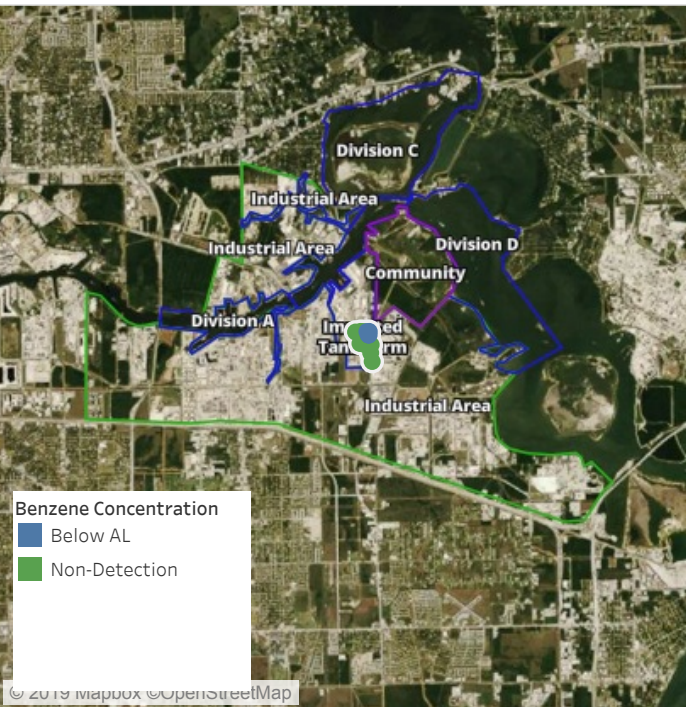 Division C
Industrial Area
Division D
Industrial Area
Community
Division A
Industrial Area
Benzene Concentration
Below AL
Non-Detection
© 2019 Mapbox ©OpenStreetMap